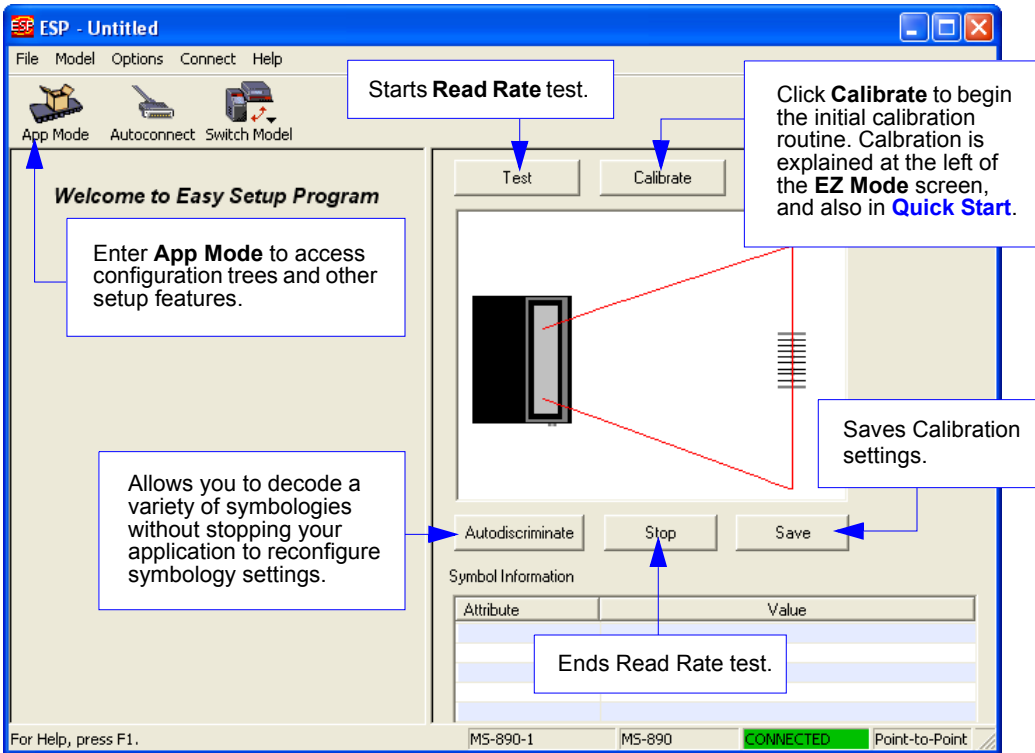 ESP - Untitled
File Model Options Connect Help
App Mode Autoconnect Switch Model
Starts Read Rate test.
Click Calibrate to begin
the initial calibration
routine. Calbration is
explained at the left of
the EZ Mode screen,
and also in Quick Start.
Welcome to Easy Setup Program
Test Calibrate
Enter App Mode to access
configuration trees and other
setup features.
Saves Calibration
settings.
Allows you to decode a
variety of symbologies
without stopping your
application to reconfigure
symbology settings.
Autodiscriminate Stop Save
Symbol Information
Attribute Value
Ends Read Rate test.
For Help, press F1. MS-890-1 MS-890 CONNECTED Point-to-Point